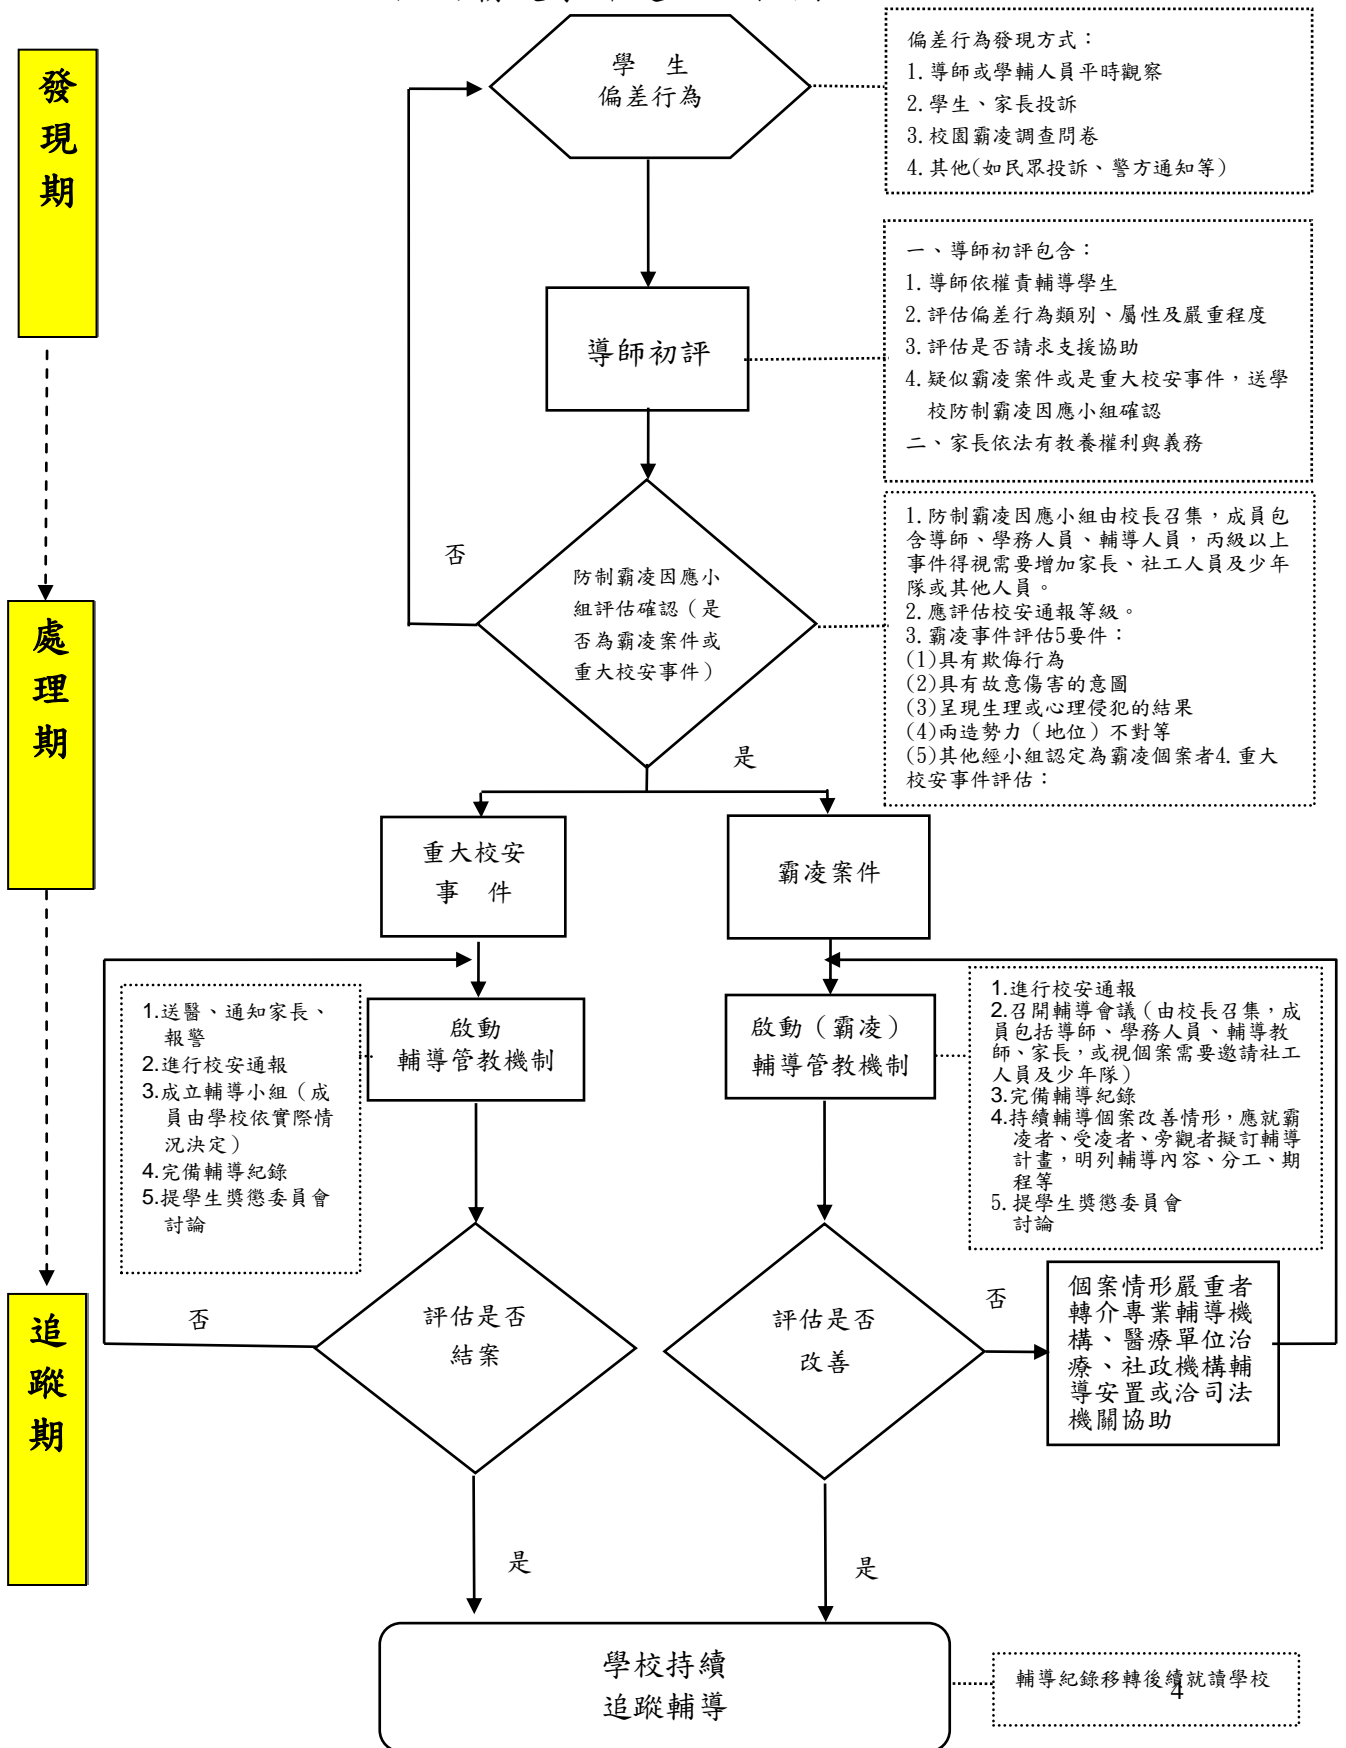 發
現
期
處
理
期
追
蹤
期
學　生
偏差行為
偏差行為發現方式：
1.導師或學輔人員平時觀察
2.學生、家長投訴
3.校園霸凌調查問卷
4.其他(如民眾投訴、警方通知等)
導師初評
一、導師初評包含：
1.導師依權責輔導學生
2.評估偏差行為類別、屬性及嚴重程度
3.評估是否請求支援協助
4.疑似霸凌案件或是重大校安事件，送學
校防制霸凌因應小組確認
二、家長依法有教養權利與義務
否
防制霸凌因應小
組評估確認（是
否為霸凌案件或
重大校安事件）
是
1.防制霸凌因應小組由校長召集，成員包
含導師、學務人員、輔導人員，丙級以上
事件得視需要增加家長、社工人員及少年
隊或其他人員。
2.應評估校安通報等級。
3.霸凌事件評估5要件：
(1)具有欺侮行為
(2)具有故意傷害的意圖
(3)呈現生理或心理侵犯的結果
(4)兩造勢力（地位）不對等
(5)其他經小組認定為霸凌個案者4.重大
校安事件評估：
重大校安
事　件
霸凌案件
1.送醫、通知家長、
報警
2.進行校安通報
3.成立輔導小組（成
員由學校依實際情
況決定）
4.完備輔導紀錄
5.提學生獎懲委員會
討論
啟動
輔導管教機制
啟動（霸凌）
輔導管教機制
1.進行校安通報
2.召開輔導會議（由校長召集，成
員包括導師、學務人員、輔導教
師、家長，或視個案需要邀請社工
人員及少年隊）
3.完備輔導紀錄
4.持續輔導個案改善情形，應就霸
凌者、受凌者、旁觀者擬訂輔導
計畫，明列輔導內容、分工、期
程等
5.提學生獎懲委員會
討論
否
評估是否
結案
評估是否
改善
否
個案情形嚴重者
轉介專業輔導機
構、醫療單位治
療、社政機構輔
導安置或洽司法
機關協助
是
是
學校持續
追蹤輔導
輔導紀錄移轉後續就讀學校
4